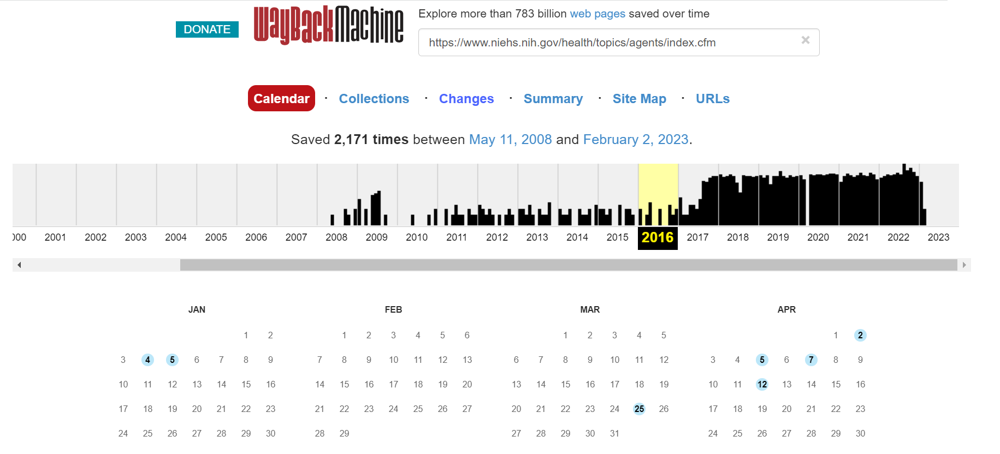 Explore more than 783 billion web pages saved over time
DONATE
WayBackMachine
https://www.niehs.nih.gov/health/topics/agents/index.cfm ×
Calendar · Collections · Changes · Summary · Site Map · URLs
Saved 2,171 times between May 11, 2008 and February 2, 2023.
000 2001 2002 2003 2004 2005 2006 2007 2008 2009 2010 2011 2012 2013 2014 2015 2016 2017 2018 2019 2020 2021 2022 2023
JAN
1 2
3 4 5 6 7 8 9
10 11 12 13 14 15 16
17 18 19 20 21 22 23
24 25 26 27 28 29 30
FEB
1 2 3 4 5 6
7 8 9 10 11 12 13
14 15 16 17 18 19 20
21 22 23 24 25 26 27
28 29
MAR
1 2 3 4 5
6 7 8 9 10 11 12
13 14 15 16 17 18 19
20 21 22 23 24 25 26
27 28 29 30 31
APR
1 2
3 4 5 6 7 8 9
10 11 12 13 14 15 16
17 18 19 20 21 22 23
24 25 26 27 28 29 30